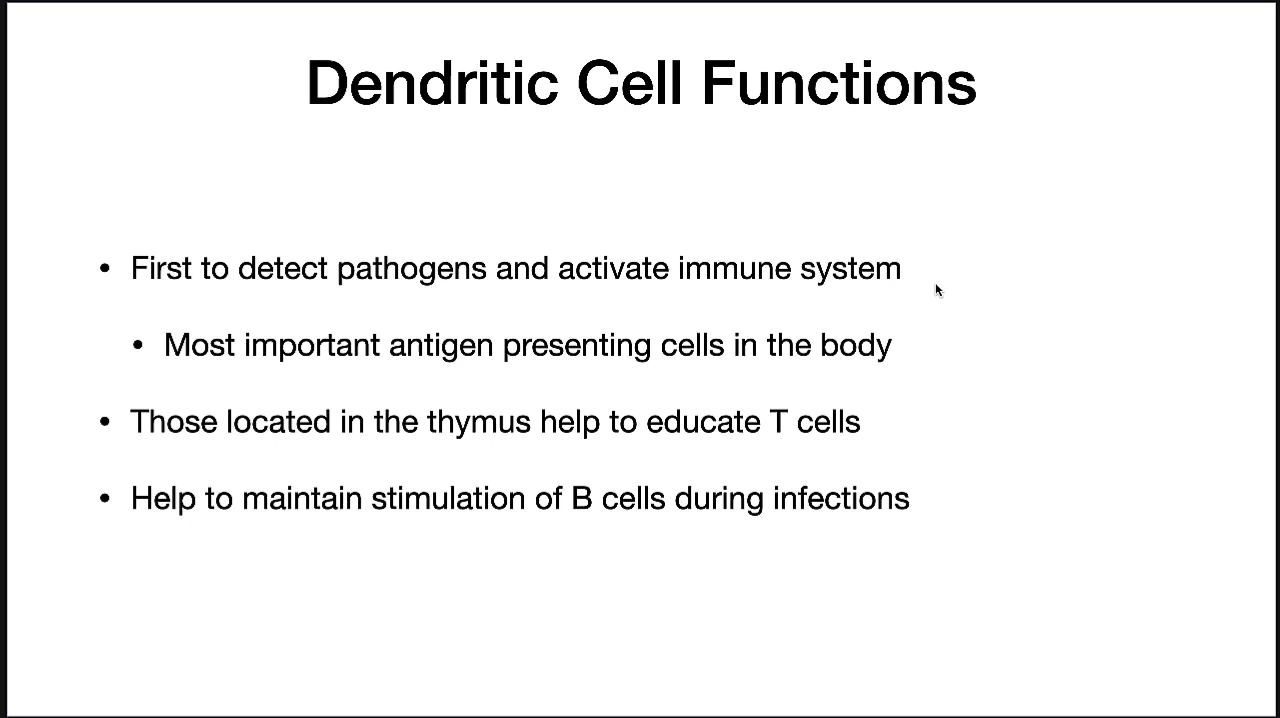 Dendritic Cell Functions
• First to detect pathogens and activate immune system
• Most important antigen presenting cells in the body
• Those located in the thymus help to educate T cells
• Help to maintain stimulation of B cells during infections